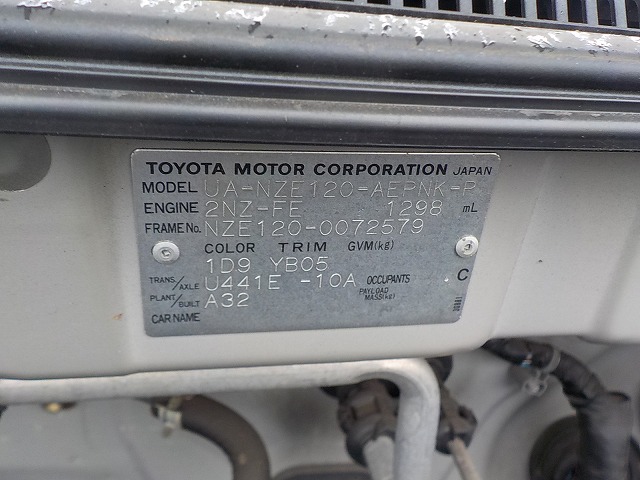 TOYOTA MOTOR CORPORATION JAPAN
MODEL UA-NZE120-AEPNK-P
ENGINE 2NZ-FE 1298 mL
FRAME No. NZE120-0072579
COLOR TRIM GVM(kg)
1D9 YB05
TRANS/AXLE U441E -10A OCCUPANTS C
PLANT/BUILT A32 PAYLOAD MASS(kg)
CAR NAME